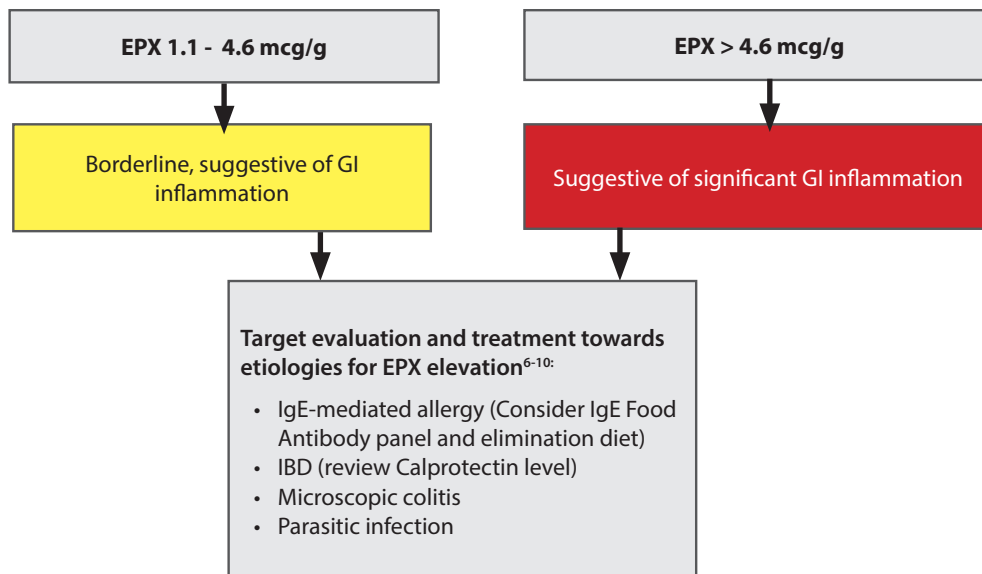 EPX 1.1 - 4.6 mcg/g
EPX > 4.6 mcg/g
Borderline, suggestive of GI
inflammation
Suggestive of significant GI inflammation
Target evaluation and treatment towards
etiologies for EPX elevation6-10:
• IgE-mediated allergy (Consider IgE Food
Antibody panel and elimination diet)
• IBD (review Calprotectin level)
• Microscopic colitis
• Parasitic infection